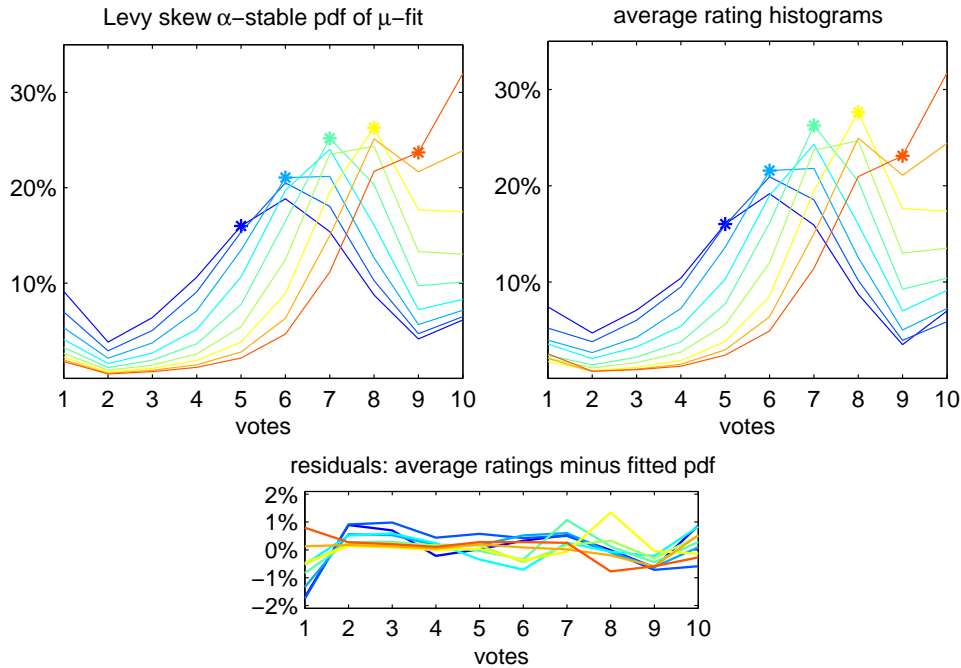 Levy skew α−stable pdf of μ−fit
30%
20%
10%
1 2 3 4 5 6 7 8 9 10
votes
average rating histograms
30%
20%
10%
1 2 3 4 5 6 7 8 9 10
votes
residuals: average ratings minus fitted pdf
2%
1%
0%
−1%
−2%
1 2 3 4 5 6 7 8 9 10
votes